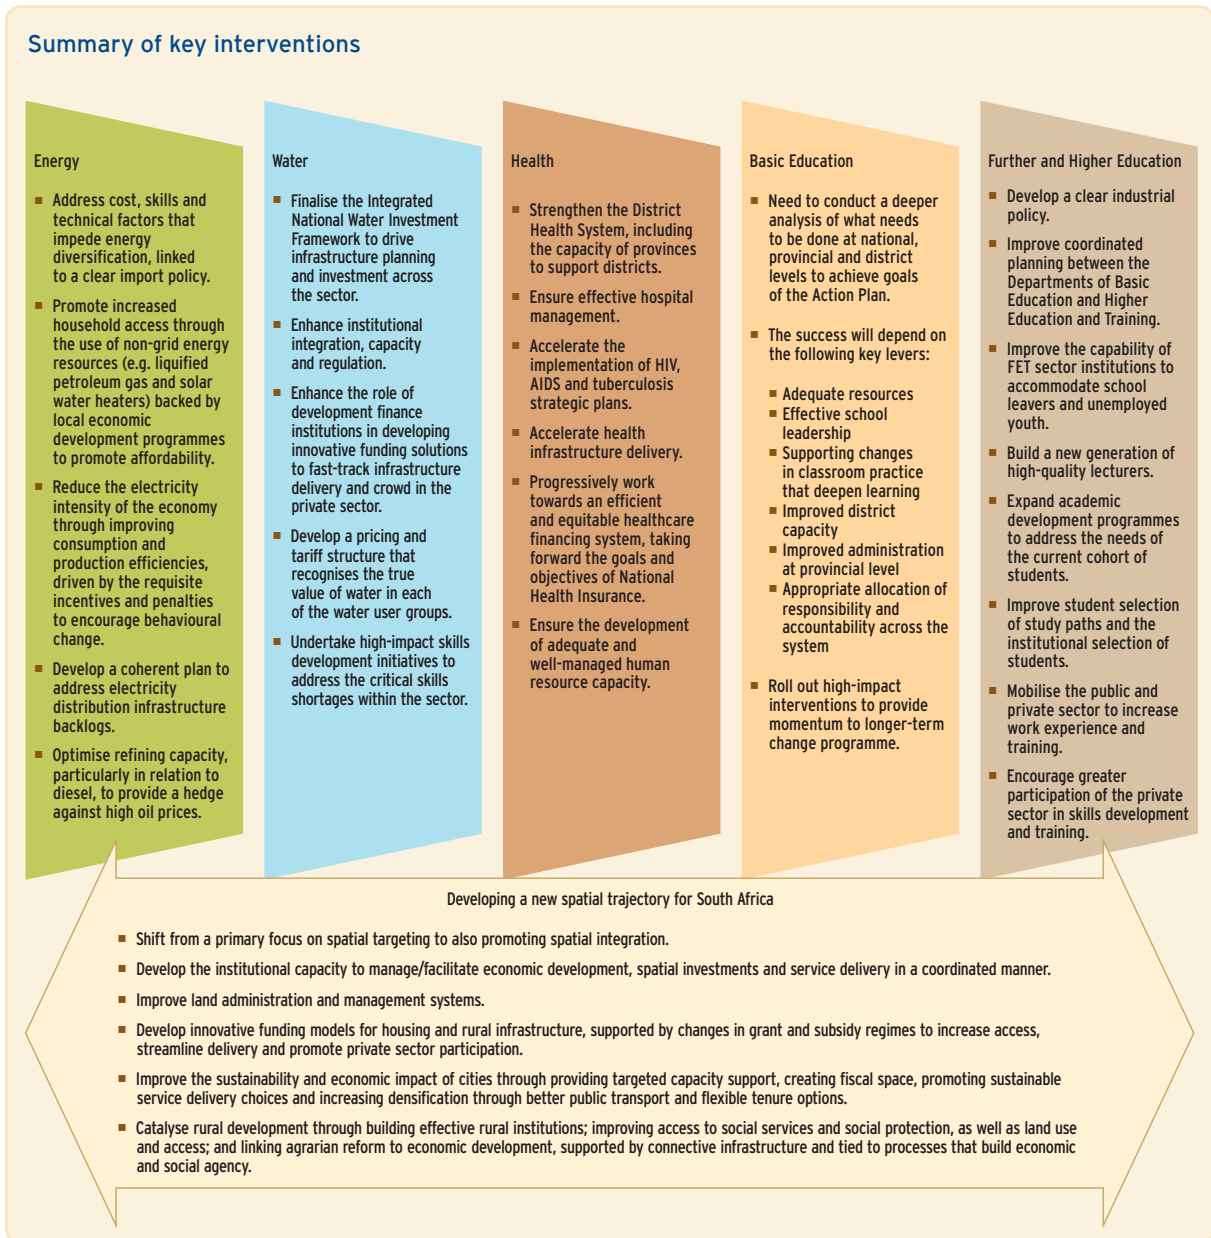 Summary of key interventions
Energy
■ Address cost, skills and
technical factors that
impede energy
diversification, linked
to a clear import policy.
■ Promote increased
household access through
the use of non-grid energy
resources (e.g. liquified
petroleum gas and solar
water heaters) backed by
local economic
development programmes
to promote affordability.
■ Reduce the electricity
intensity of the economy
through improving
consumption and
production efficiencies,
driven by the requisite
incentives and penalties
to encourage behavioural
change.
■ Develop a coherent plan to
address electricity
distribution infrastructure
backlogs.
■ Optimise refining capacity,
particularly in relation to
diesel, to provide a hedge
against high oil prices.
Water
■ Finalise the Integrated
National Water Investment
Framework to drive
infrastructure planning
and investment across
the sector.
■ Enhance institutional
integration, capacity
and regulation.
■ Enhance the role of
development finance
institutions in developing
innovative funding solutions
to fast-track infrastructure
delivery and crowd in the
private sector.
■ Develop a pricing and
tariff structure that
recognises the true
value of water in each
of the water user groups.
■ Undertake high-impact skills
development initiatives to
address the critical skills
shortages within the sector.
Health
■ Strengthen the District
Health System, including
the capacity of provinces
to support districts.
■ Ensure effective hospital
management.
■ Accelerate the
implementation of HIV,
AIDS and tuberculosis
strategic plans.
■ Accelerate health
infrastructure delivery.
■ Progressively work
towards an efficient
and equitable healthcare
financing system, taking
forward the goals and
objectives of National
Health Insurance.
■ Ensure the development
of adequate and
well-managed human
resource capacity.
Basic Education
■ Need to conduct a deeper
analysis of what needs
to be done at national,
provincial and district
levels to achieve goals
of the Action Plan.
■ The success will depend on
the following key levers:
■ Adequate resources
■ Effective school
leadership
■ Supporting changes
in classroom practice
that deepen learning
■ Improved district
capacity
■ Improved administration
at provincial level
■ Appropriate allocation of
responsibility and
accountability across the
system
■ Roll out high-impact
interventions to provide
momentum to longer-term
change programme.
Further and Higher Education
■ Develop a clear industrial
policy.
■ Improve coordinated
planning between the
Departments of Basic
Education and Higher
Education and Training.
■ Improve the capability of
FET sector institutions to
accommodate school
leavers and unemployed
youth.
■ Build a new generation of
high-quality lecturers.
■ Expand academic
development programmes
to address the needs of
the current cohort of
students.
■ Improve student selection
of study paths and the
institutional selection of
students.
■ Mobilise the public and
private sector to increase
work experience and
training.
■ Encourage greater
participation of the private
sector in skills development
and training.
Developing a new spatial trajectory for South Africa
■ Shift from a primary focus on spatial targeting to also promoting spatial integration.
■ Develop the institutional capacity to manage/facilitate economic development, spatial investments and service delivery in a coordinated manner.
■ Improve land administration and management systems.
■ Develop innovative funding models for housing and rural infrastructure, supported by changes in grant and subsidy regimes to increase access,
streamline delivery and promote private sector participation.
■ Improve the sustainability and economic impact of cities through providing targeted capacity support, creating fiscal space, promoting sustainable
service delivery choices and increasing densification through better public transport and flexible tenure options.
■ Catalyse rural development through building effective rural institutions; improving access to social services and social protection, as well as land use
and access; and linking agrarian reform to economic development, supported by connective infrastructure and tied to processes that build economic
and social agency.